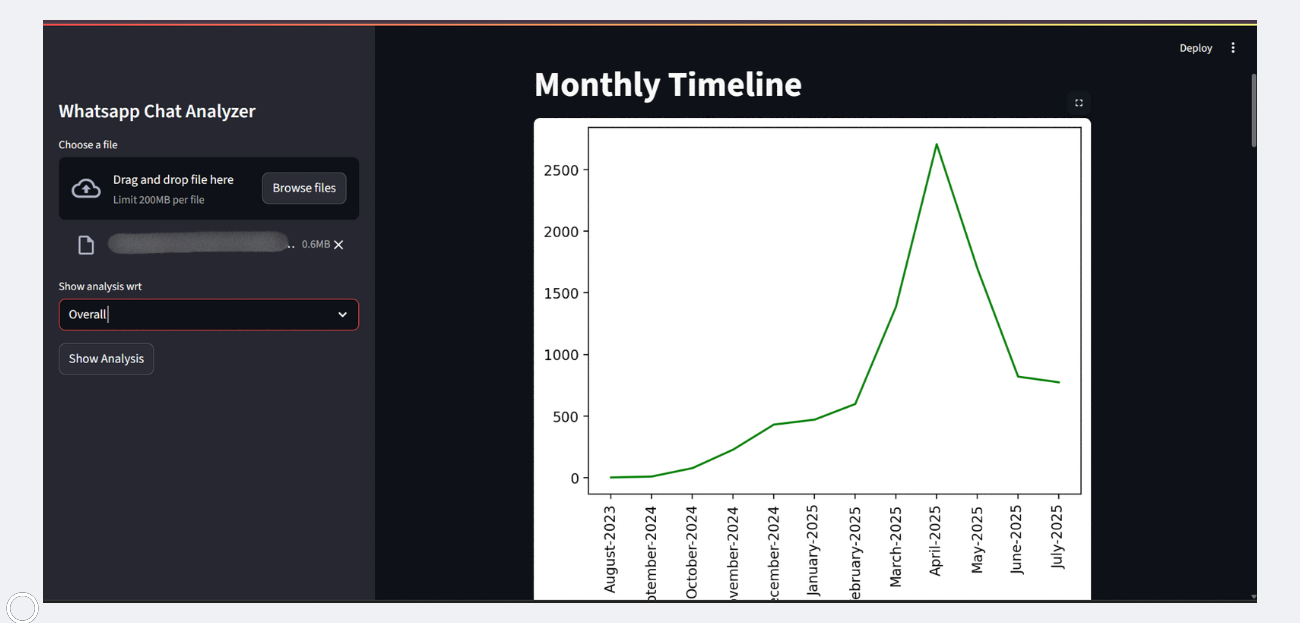 Deploy
Whatsapp Chat Analyzer
Choose a file
Drag and drop file here
Limit 200MB per file
Browse files
.. 0.6MB
Show analysis wrt
Overall
Show Analysis
Monthly Timeline
2500
2000
1500
1000
500
0
August-2023
ptember-2024
October-2024
vember-2024
ecember-2024
January-2025
ebruary-2025
March-2025
April-2025
May-2025
June-2025
July-2025